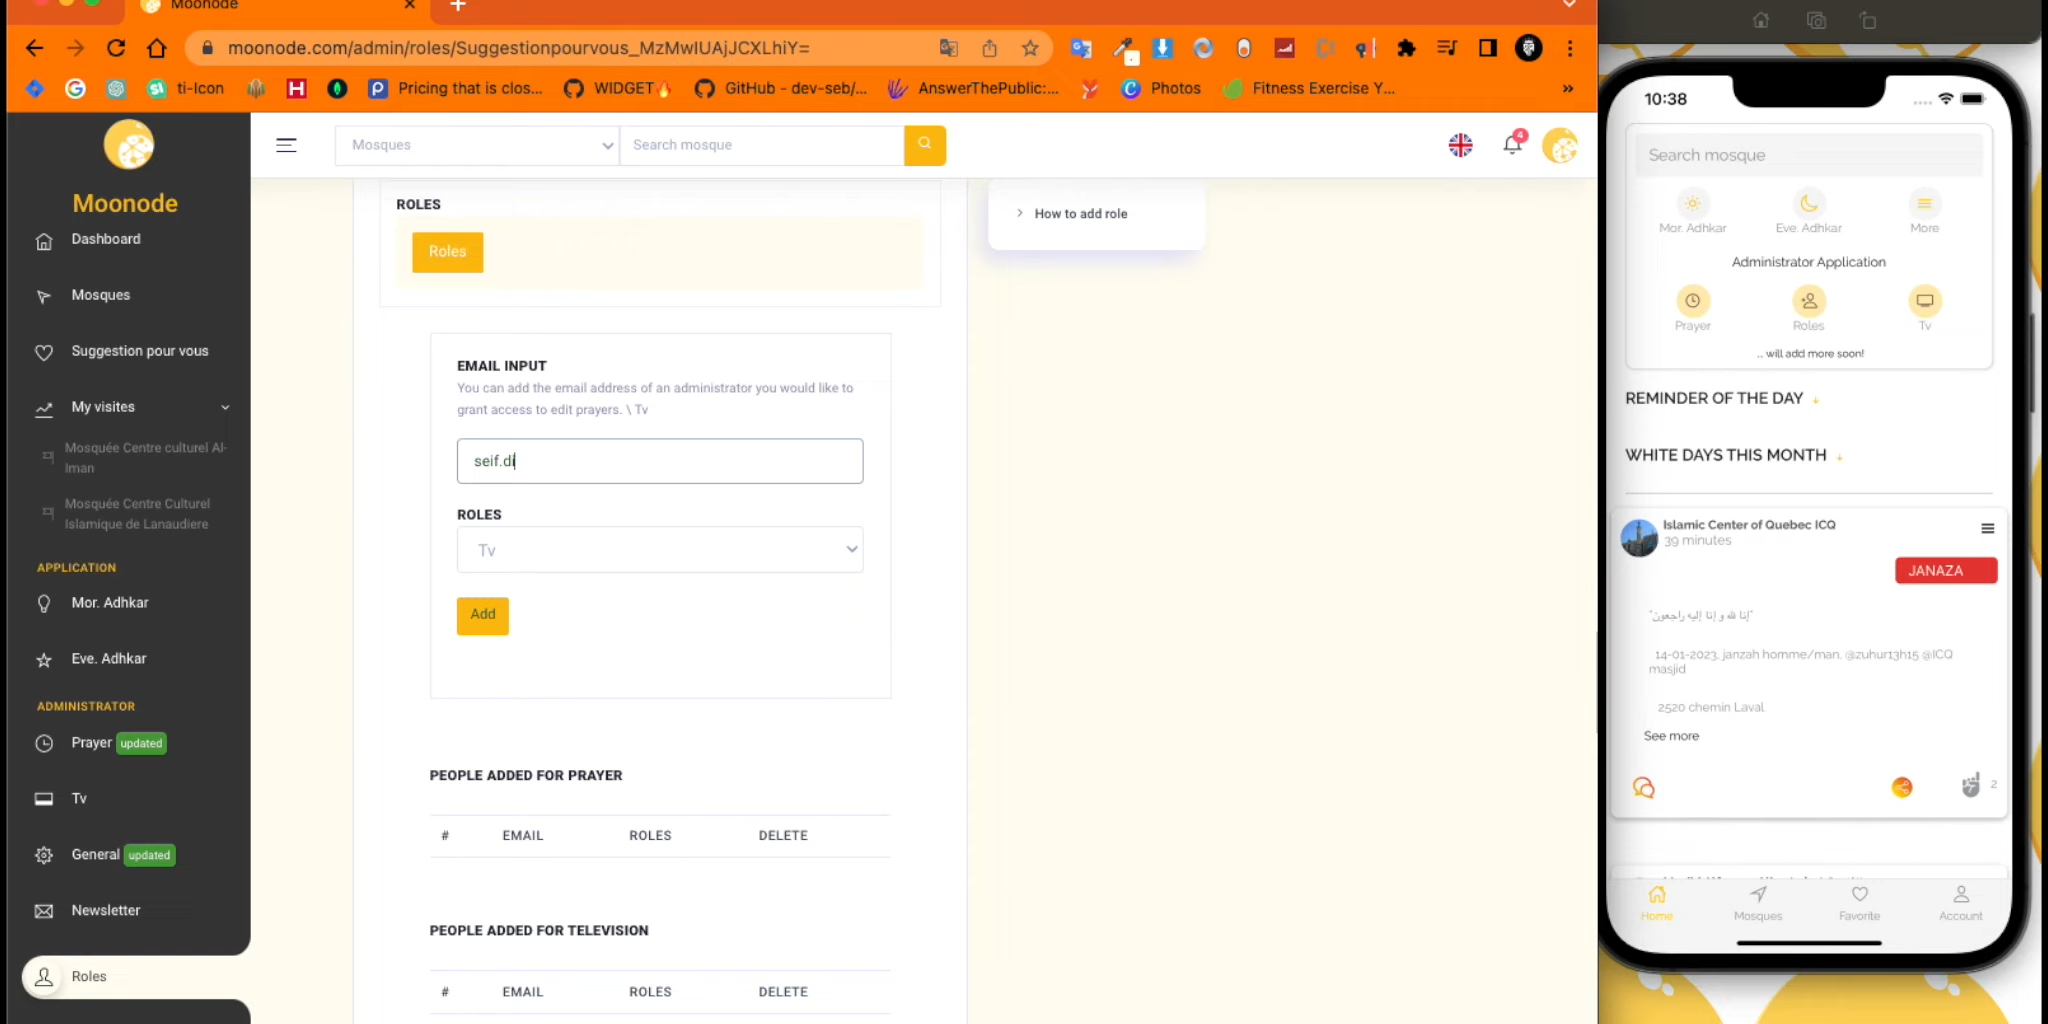 Moonode
moonode.com/admin/roles/Suggestionpourvous_MzMwIUAjJCXLhiY=
ti-Icon
Pricing that is clos...
WIDGET🔥
GitHub - dev-seb/...
AnswerThePublic:...
Photos
Fitness Exercise Y...
»
Moonode
Dashboard
Mosques
Suggestion pour vous
My visites
Mosquée Centre culturel Al-
Iman
Mosquée Centre Culturel
Islamique de Lanaudiere
APPLICATION
Mor. Adhkar
Eve. Adhkar
ADMINISTRATOR
Prayer updated
Tv
General updated
Newsletter
Roles
Mosques
Search mosque
4
ROLES
Roles
How to add role
EMAIL INPUT
You can add the email address of an administrator you would like to
grant access to edit prayers. \ Tv
seif.di
ROLES
Tv
Add
PEOPLE ADDED FOR PRAYER
# EMAIL ROLES DELETE
PEOPLE ADDED FOR TELEVISION
# EMAIL ROLES DELETE
10:38
Search mosque
Mor. Adhkar Eve. Adhkar More
Administrator Application
Prayer Roles Tv
.. will add more soon!
REMINDER OF THE DAY
WHITE DAYS THIS MONTH
Islamic Center of Quebec ICQ
39 minutes
JANAZA
"إنا لله و إنا إليه راجعون"
14-01-2023, janzah homme/man, @zuhur13h15 @ICQ
masjid
2520 chemin Laval
See more
2
Home Mosques Favorite Account